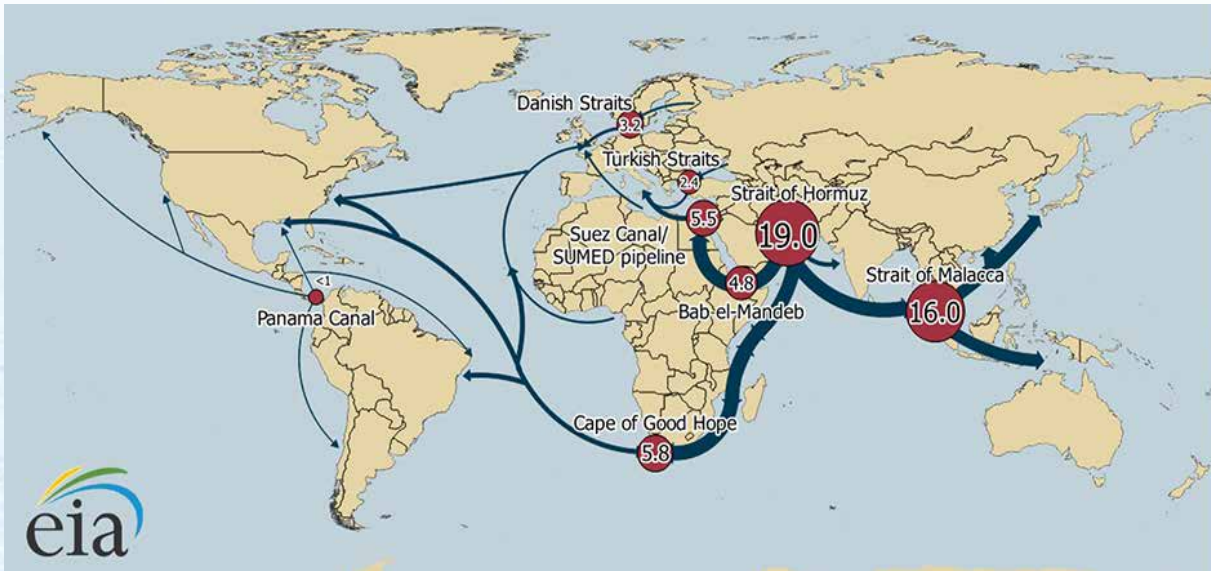 Danish Straits
3.2
Turkish Straits
2.4
Strait of Hormuz
19.0
5.5
Suez Canal/
SUMED pipeline
4.8
Bab el-Mandeb
Strait of Malacca
16.0
<1
Panama Canal
Cape of Good Hope
5.8
eia